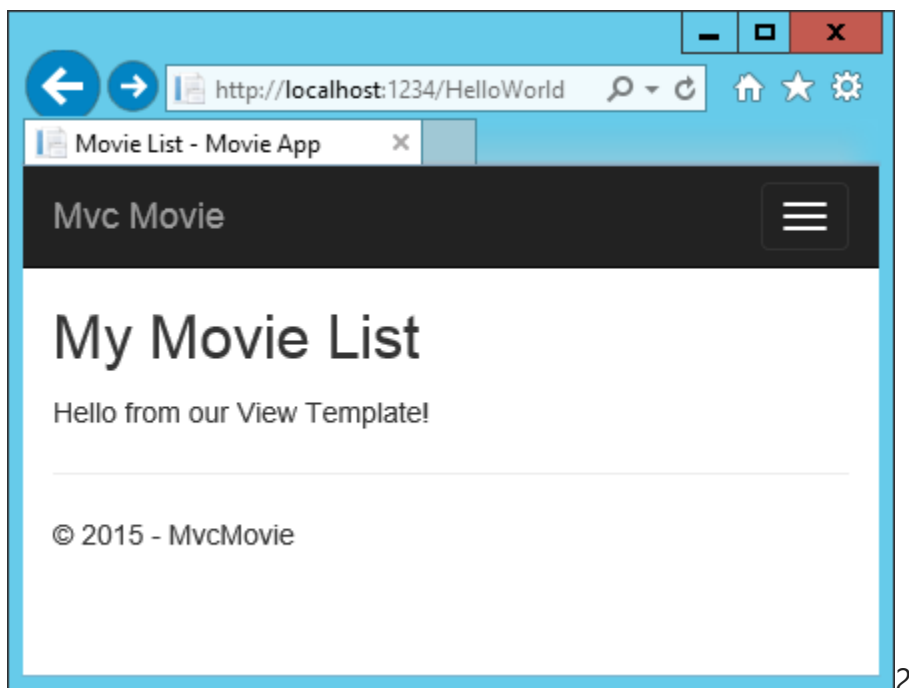 http://localhost:1234/HelloWorld
Movie List - Movie App
Mvc Movie
My Movie List
Hello from our View Template!
© 2015 - MvcMovie
2